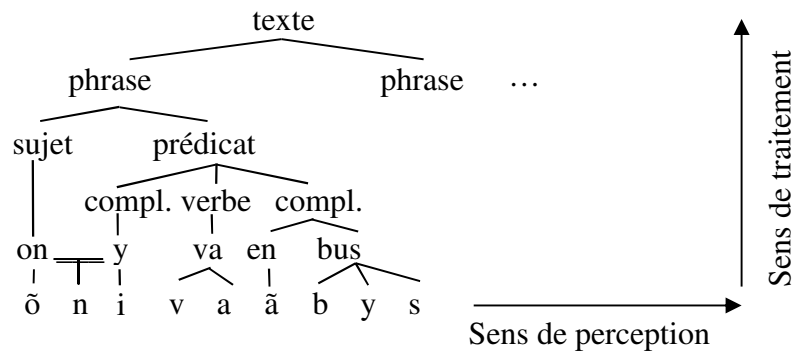 texte
phrase phrase …
sujet prédicat
compl. verbe compl.
on y va en bus
õ n i v a ã b y s
Sens de perception
Sens de traitement